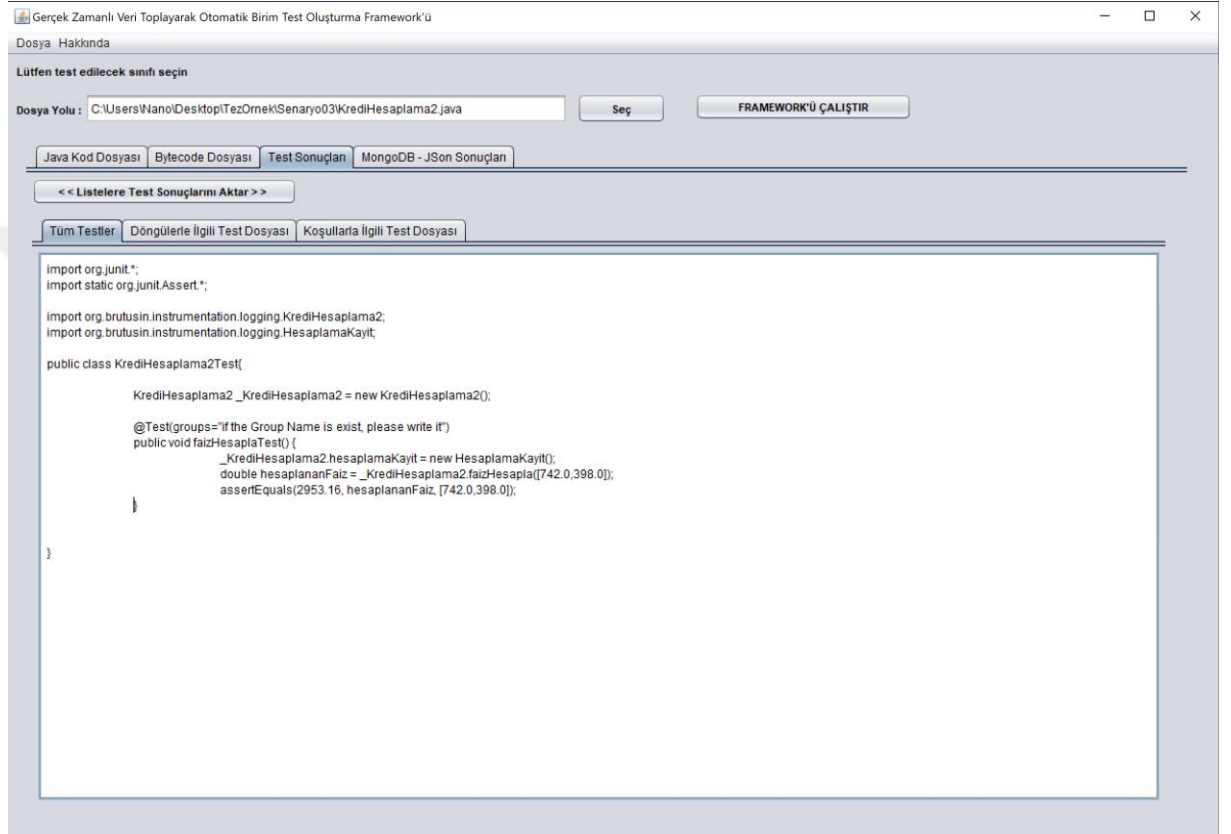 Gerçek Zamanlı Veri Toplayarak Otomatik Birim Test Oluşturma Framework'ü
Dosya Hakkında
Lütfen test edilecek sınıfı seçin
Dosya Yolu : C:\Users\Nano\Desktop\TezOrnek\Senaryo03\KrediHesaplama2.java Seç FRAMEWORK'Ü ÇALIŞTIR
Java Kod Dosyası Bytecode Dosyası Test Sonuçları MongoDB - JSon Sonuçları
< < Listelere Test Sonuçlarını Aktar > >
Tüm Testler Döngülerle İlgili Test Dosyası Koşullarla İlgili Test Dosyası
import org.junit.*;
import static org.junit.Assert.*;
import org.brutusin.instrumentation.logging.KrediHesaplama2;
import org.brutusin.instrumentation.logging.HesaplamaKayit;
public class KrediHesaplama2Test{
KrediHesaplama2 _KrediHesaplama2 = new KrediHesaplama2();
@Test(groups="if the Group Name is exist, please write it")
public void faizHesaplaTest() {
_KrediHesaplama2.hesaplamaKayit = new HesaplamaKayit();
double hesaplananFaiz = _KrediHesaplama2.faizHesapla([742.0,398.0]);
assertEquals(2953.16, hesaplananFaiz, [742.0,398.0]);
}
}